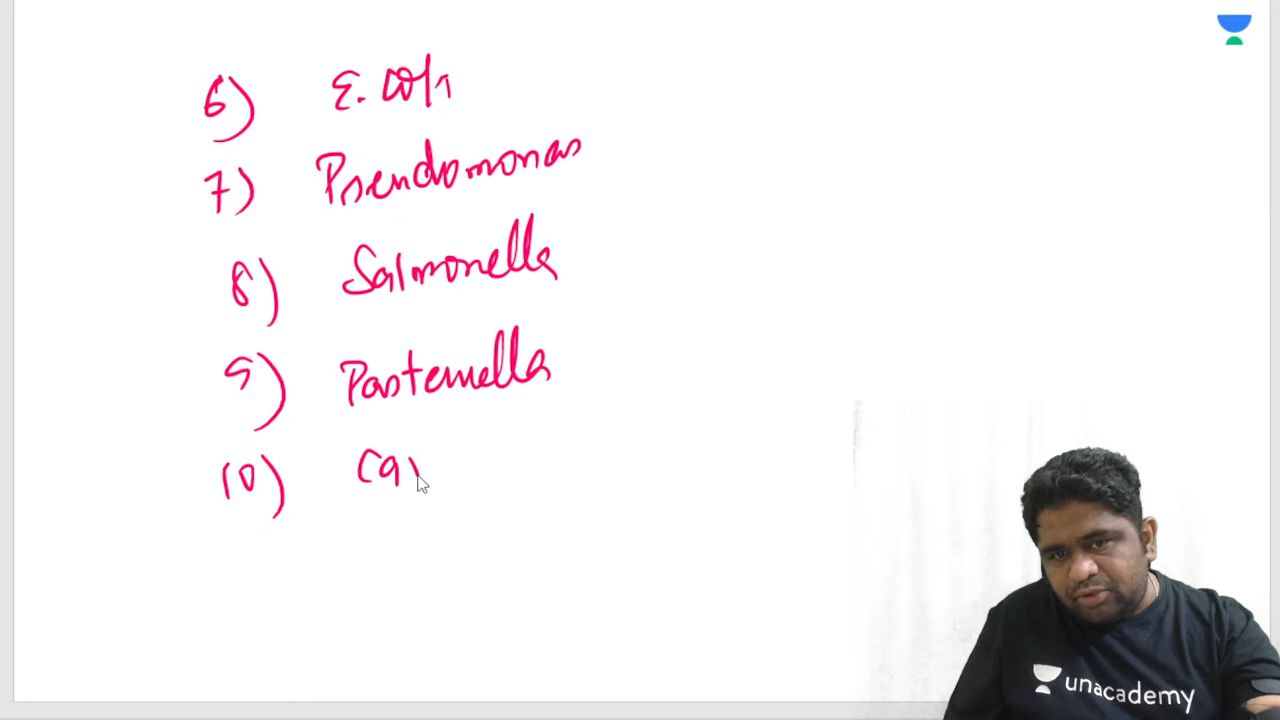 6) E. coli
7) Pseudomonas
8) Salmonella
9) Pasteurella
10) Ca
unacademy